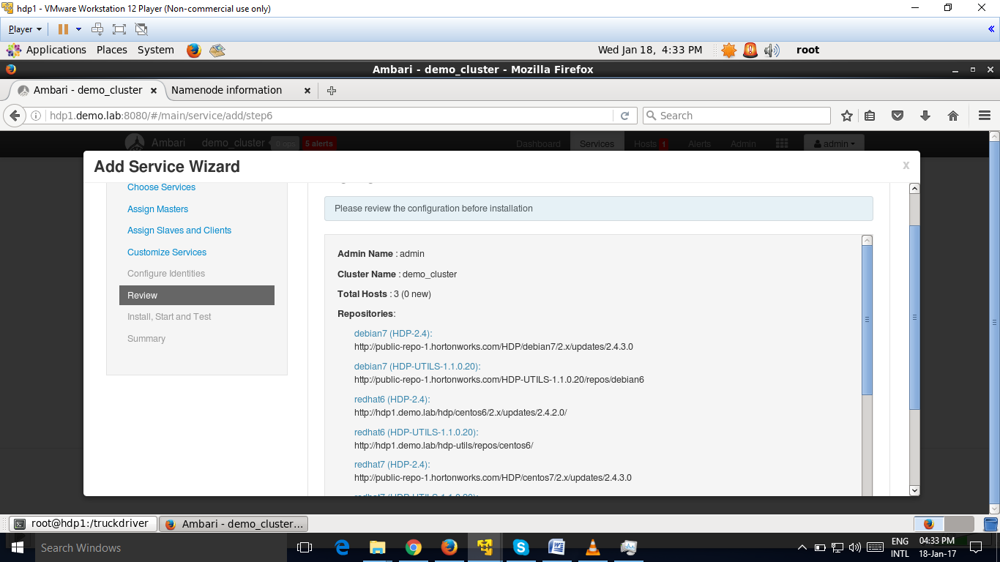 hdp1 - VMware Workstation 12 Player (Non-commercial use only)
Player
Applications Places System Wed Jan 18, 4:33 PM root
Ambari - demo_cluster - Mozilla Firefox
Ambari - demo_cluster Namenode information
hdp1.demo.lab:8080/#/main/service/add/step6 Search
Ambari demo_cluster 0 ops 5 alerts Dashboard Services Hosts 1 Alerts Admin admin
Add Service Wizard x
Choose Services
Assign Masters
Assign Slaves and Clients
Customize Services
Configure Identities
Review
Install, Start and Test
Summary
Please review the configuration before installation
Admin Name : admin
Cluster Name : demo_cluster
Total Hosts : 3 (0 new)
Repositories:
debian7 (HDP-2.4):
http://public-repo-1.hortonworks.com/HDP/debian7/2.x/updates/2.4.3.0
debian7 (HDP-UTILS-1.1.0.20):
http://public-repo-1.hortonworks.com/HDP-UTILS-1.1.0.20/repos/debian6
redhat6 (HDP-2.4):
http://hdp1.demo.lab/hdp/centos6/2.x/updates/2.4.2.0/
redhat6 (HDP-UTILS-1.1.0.20):
http://hdp1.demo.lab/hdp-utils/repos/centos6/
redhat7 (HDP-2.4):
http://public-repo-1.hortonworks.com/HDP/centos7/2.x/updates/2.4.3.0
redhat7 (HDP-UTILS-1.1.0.20):
root@hdp1:/truckdriver Ambari - demo_cluster...
Search Windows
ENG 04:33 PM
INTL 18-Jan-17